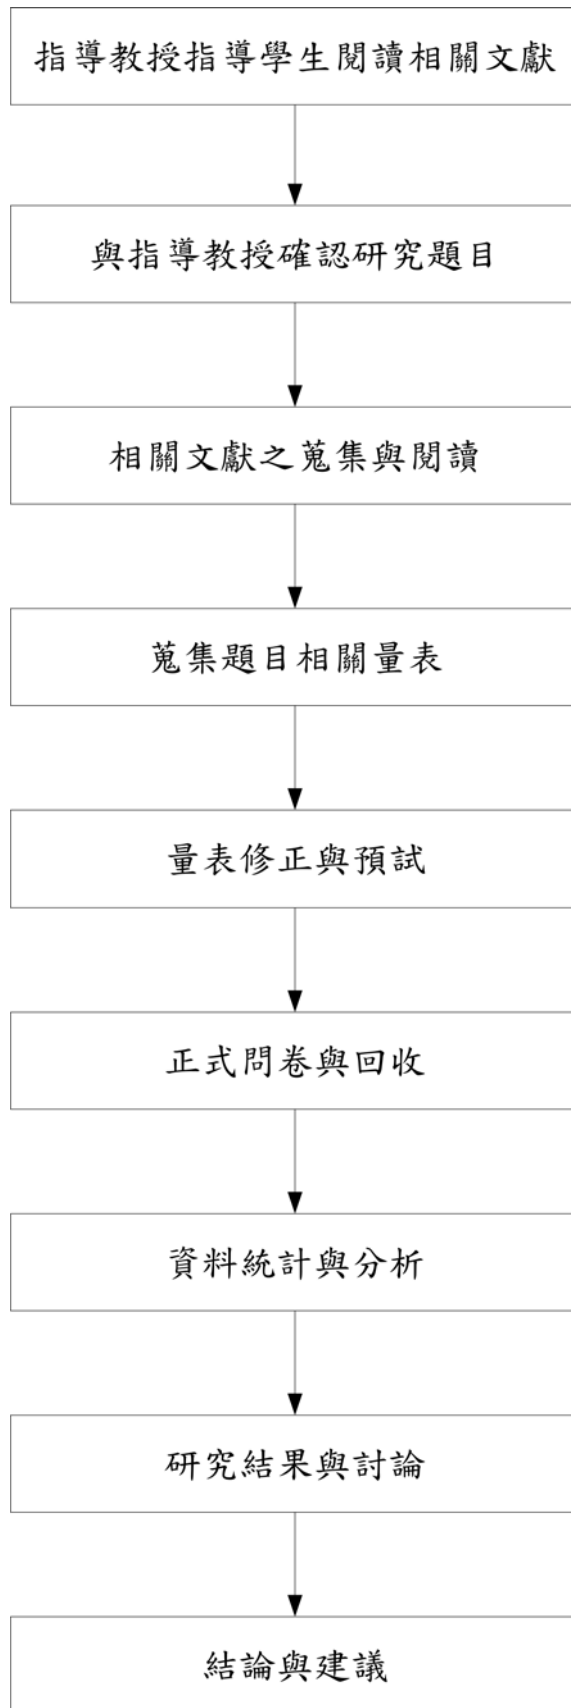 指導教授指導學生閱讀相關文獻
與指導教授確認研究題目
相關文獻之蒐集與閱讀
蒐集題目相關量表
量表修正與預試
正式問卷與回收
資料統計與分析
研究結果與討論
結論與建議